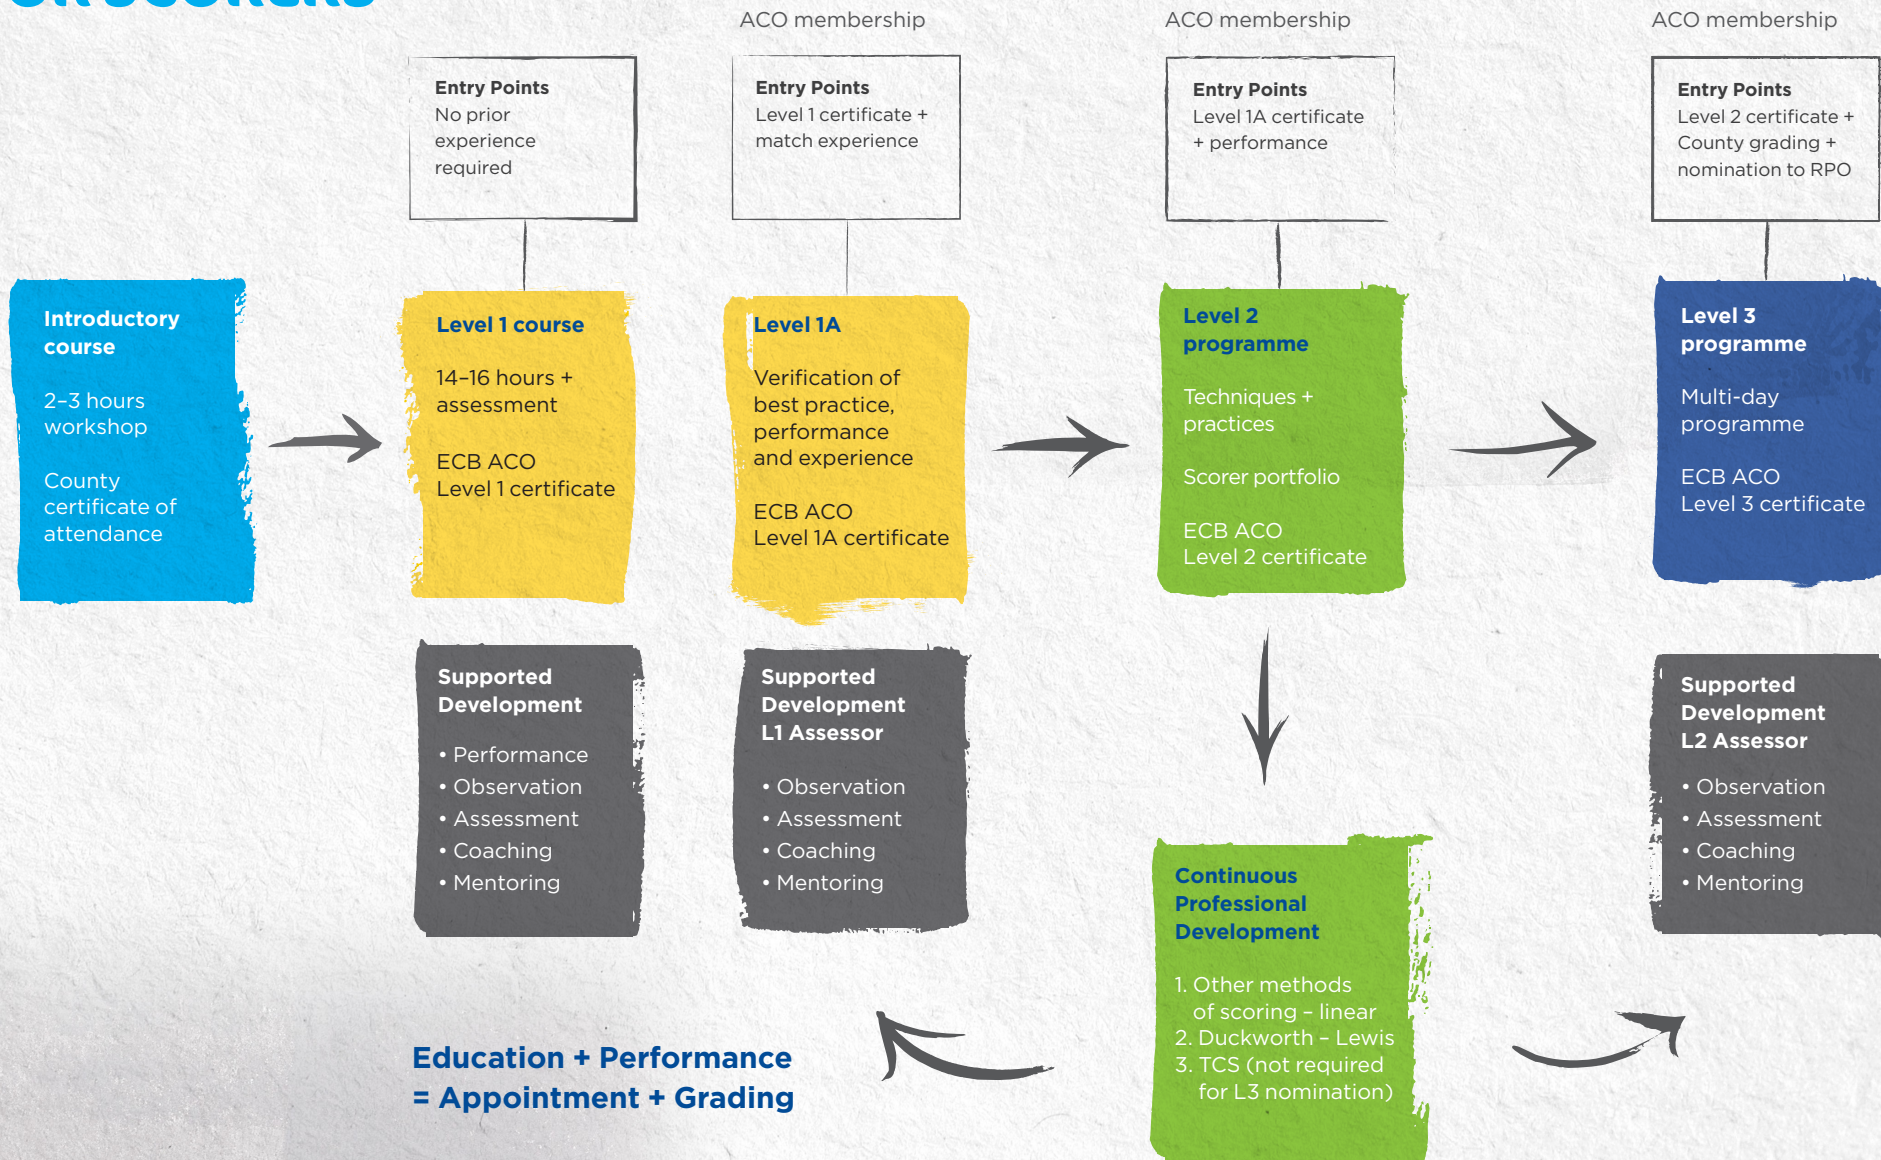 ACO membership
ACO membership
ACO membership
Entry Points
No prior
experience
required
Entry Points
Level 1 certificate +
match experience
Entry Points
Level 1A certificate
+ performance
Entry Points
Level 2 certificate +
County grading +
nomination to RPO
Introductory
course
2–3 hours
workshop
County
certificate of
attendance
Level 1 course
14–16 hours +
assessment
ECB ACO
Level 1 certificate
Level 1A
Verification of
best practice,
performance
and experience
ECB ACO
Level 1A certificate
Level 2
programme
Techniques +
practices
Scorer portfolio
ECB ACO
Level 2 certificate
Level 3
programme
Multi-day
programme
ECB ACO
Level 3 certificate
Supported
Development
• Performance
• Observation
• Assessment
• Coaching
• Mentoring
Supported
Development
L1 Assessor
• Observation
• Assessment
• Coaching
• Mentoring
Continuous
Professional
Development
1. Other methods
of scoring – linear
2. Duckworth – Lewis
3. TCS (not required
for L3 nomination)
Supported
Development
L2 Assessor
• Observation
• Assessment
• Coaching
• Mentoring
Education + Performance
= Appointment + Grading